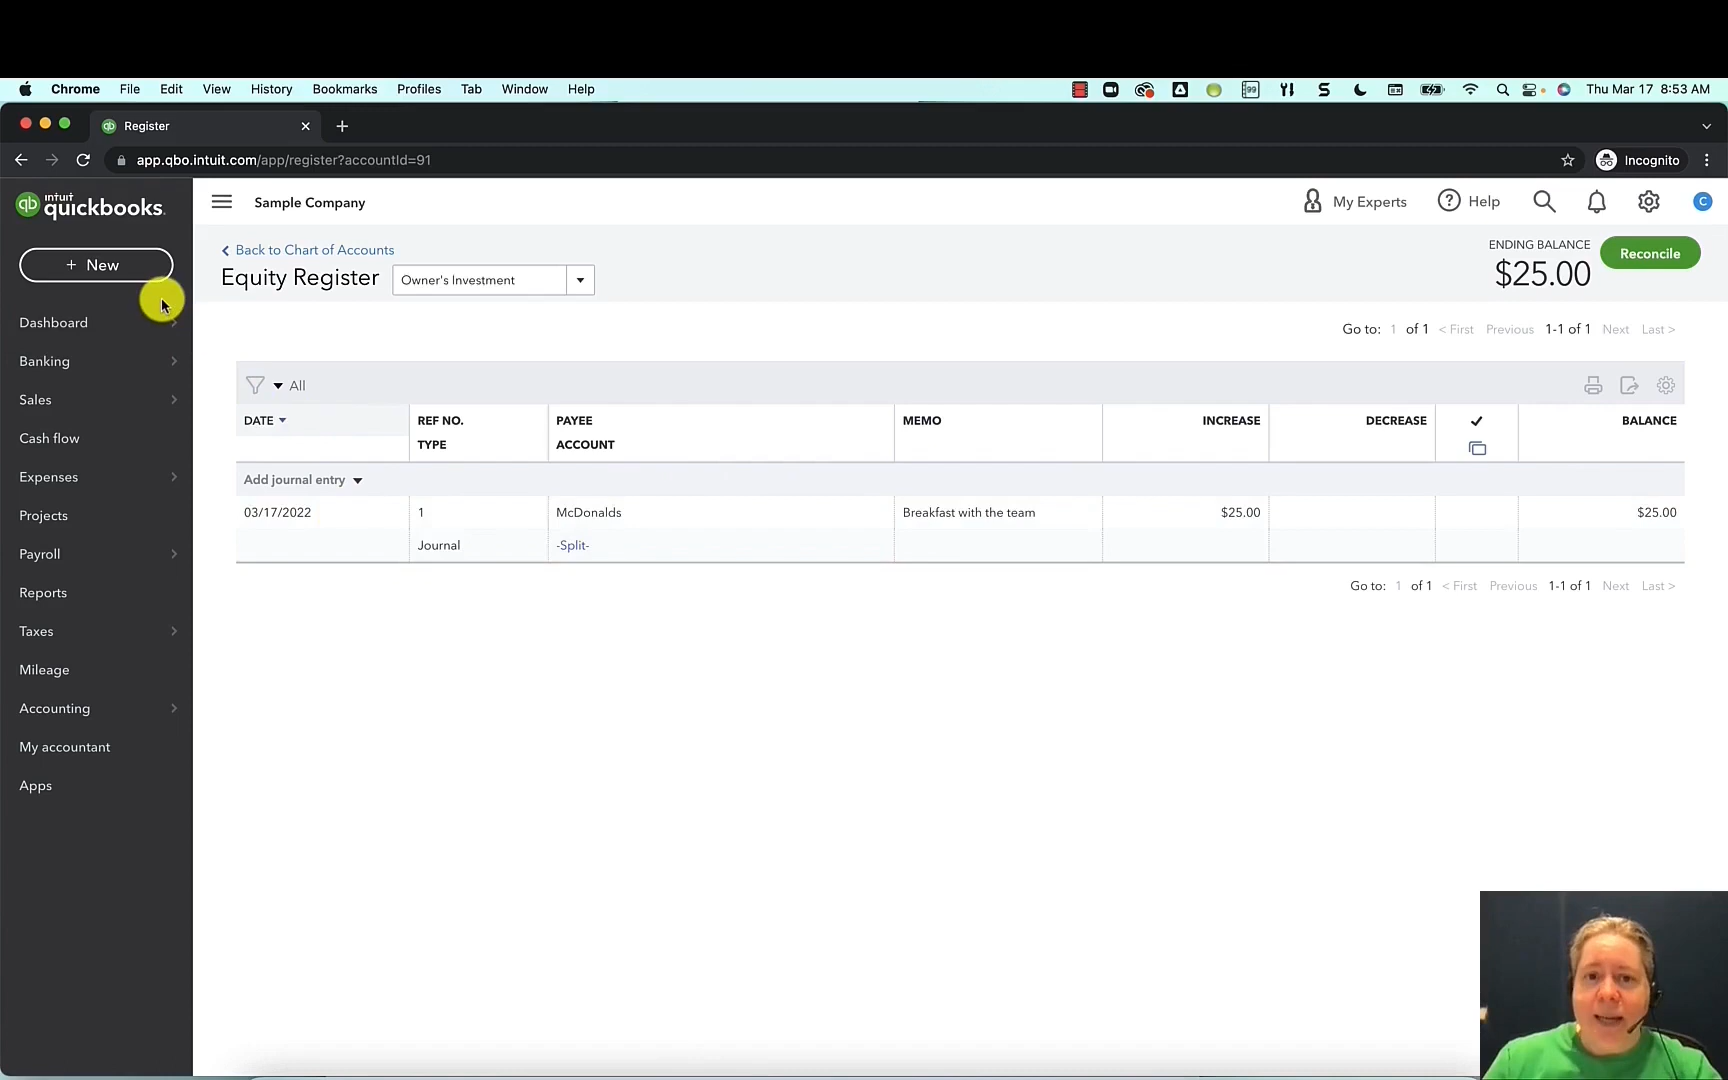 Chrome File Edit View History Bookmarks Profiles Tab Window Help 99 Thu Mar 17 8:53 AM
qb Register
app.qbo.intuit.com/app/register?accountId=91 Incognito
qb intuit quickbooks. Sample Company My Experts Help C
+ New
Dashboard
Banking
Sales
Cash flow
Expenses
Projects
Payroll
Reports
Taxes
Mileage
Accounting
My accountant
Apps
Back to Chart of Accounts
Equity Register Owner's Investment
ENDING BALANCE
$25.00
Reconcile
Go to: 1 of 1 < First Previous 1-1 of 1 Next Last >
All
DATE REF NO. PAYEE MEMO INCREASE DECREASE ✓ BALANCE
TYPE ACCOUNT
Add journal entry
03/17/2022 1 McDonalds Breakfast with the team $25.00 $25.00
Journal -Split-
Go to: 1 of 1 < First Previous 1-1 of 1 Next Last >